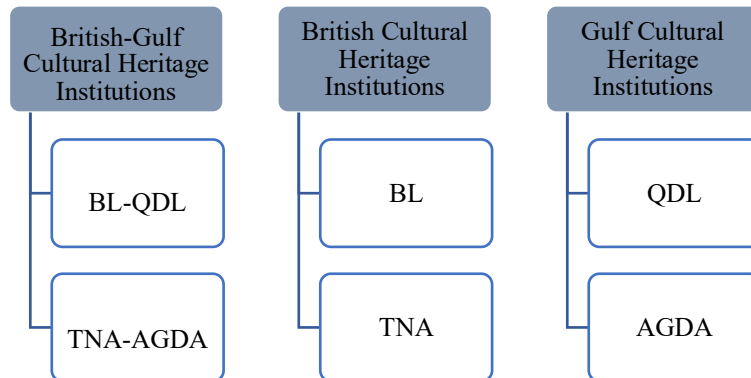 British-Gulf
Cultural Heritage
Institutions
BL-QDL
TNA-AGDA
British Cultural
Heritage
Institutions
BL
TNA
Gulf Cultural
Heritage
Institutions
QDL
AGDA